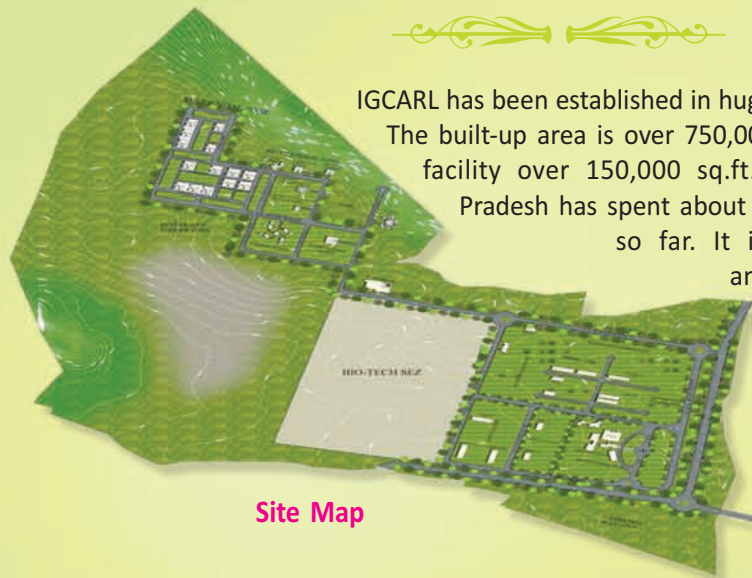 IGCARL has been established in hug
The built-up area is over 750,00
facility over 150,000 sq.ft.
Pradesh has spent about
so far. It i
an
BIO-TECH SEZ
Site Map